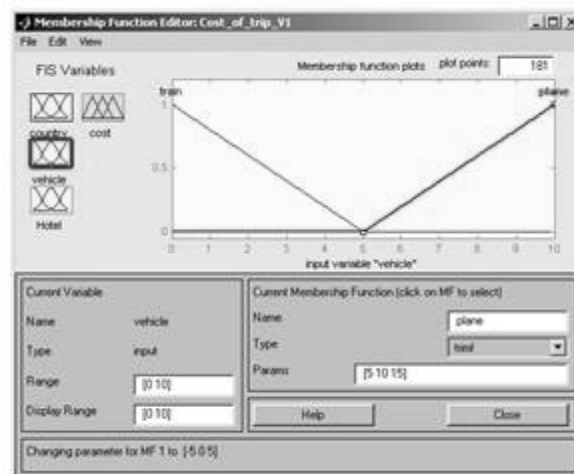 Membership Function Editor: Cost_of_trip_V1
File Edit View
FIS Variables
Membership function plots plot points: 181
country
cost
vehicle
Hotel
train
plane
1
0.5
0
0 1 2 3 4 5 6 7 8 9 10
input variable "vehicle"
Current Variable
Name vehicle
Type input
Range [0 10]
Display Range [0 10]
Current Membership Function (click on MF to select)
Name plane
Type trimf
Params [5 10 15]
Help Close
Changing parameter for MF 1 to [-5 0 5]